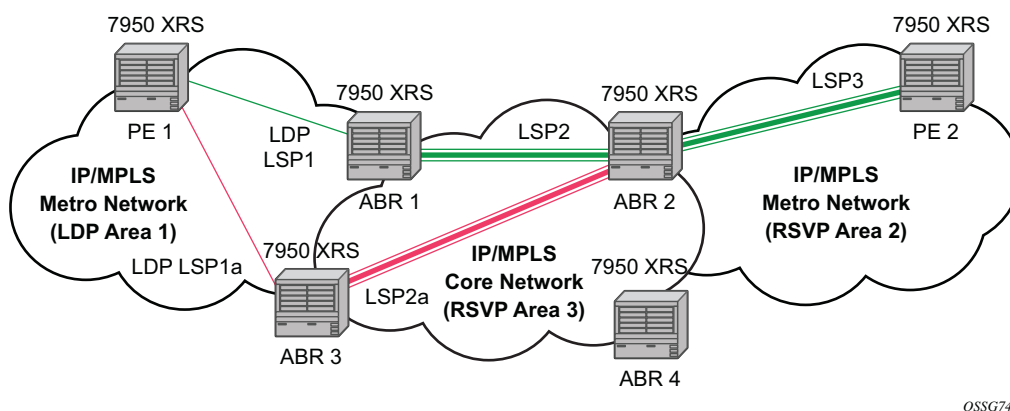 7950 XRS
PE 1
LDP
LSP1
7950 XRS
ABR 1
LSP2
7950 XRS
ABR 2
LSP3
7950 XRS
PE 2
IP/MPLS
Metro Network
(LDP Area 1)
LDP LSP1a
7950 XRS
ABR 3
LSP2a
IP/MPLS
Core Network
(RSVP Area 3)
7950 XRS
ABR 4
IP/MPLS
Metro Network
(RSVP Area 2)